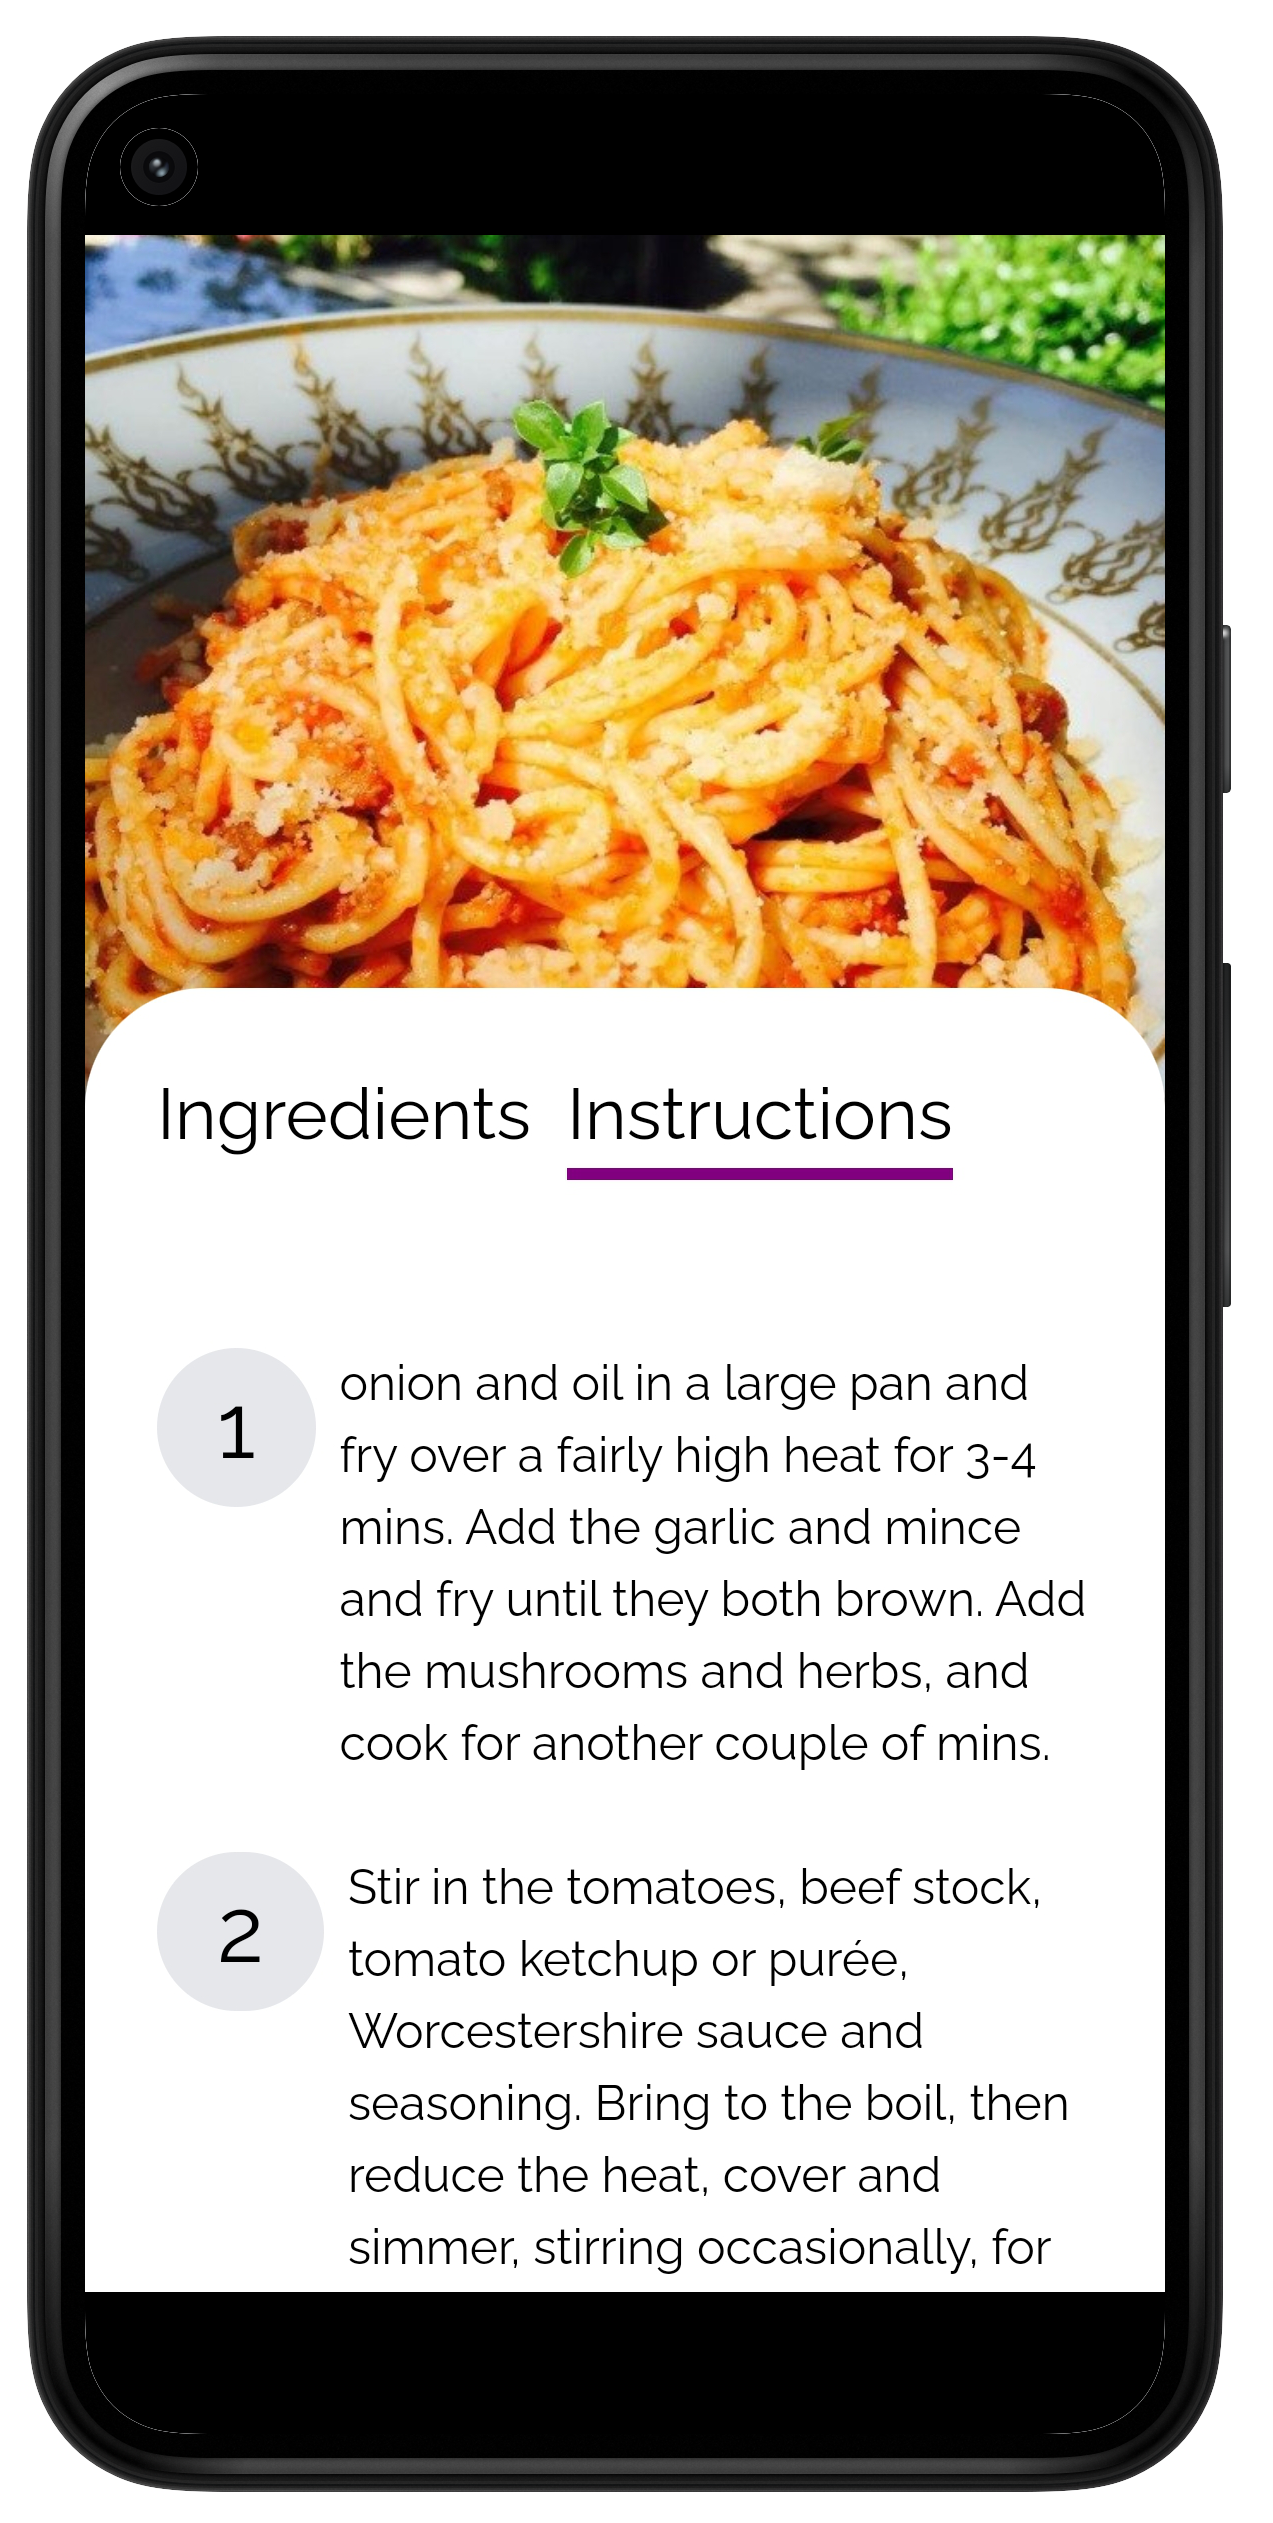 Ingredients Instructions
1
onion and oil in a large pan and
fry over a fairly high heat for 3-4
mins. Add the garlic and mince
and fry until they both brown. Add
the mushrooms and herbs, and
cook for another couple of mins.
2
Stir in the tomatoes, beef stock,
tomato ketchup or purée,
Worcestershire sauce and
seasoning. Bring to the boil, then
reduce the heat, cover and
simmer, stirring occasionally, for